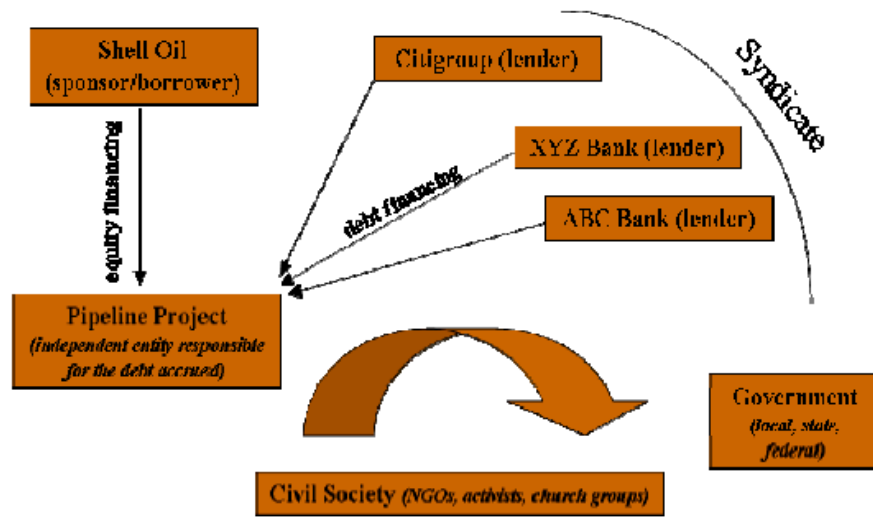 Shell Oil
(sponsor/borrower)
Citigroup (lender)
Syndicate
XYZ Bank (lender)
equity financing
debt financing
ABC Bank (lender)
Pipeline Project
(independent entity responsible
for the debt accrued)
Government
(local, state,
federal)
Civil Society (NGOs, activists, church groups)